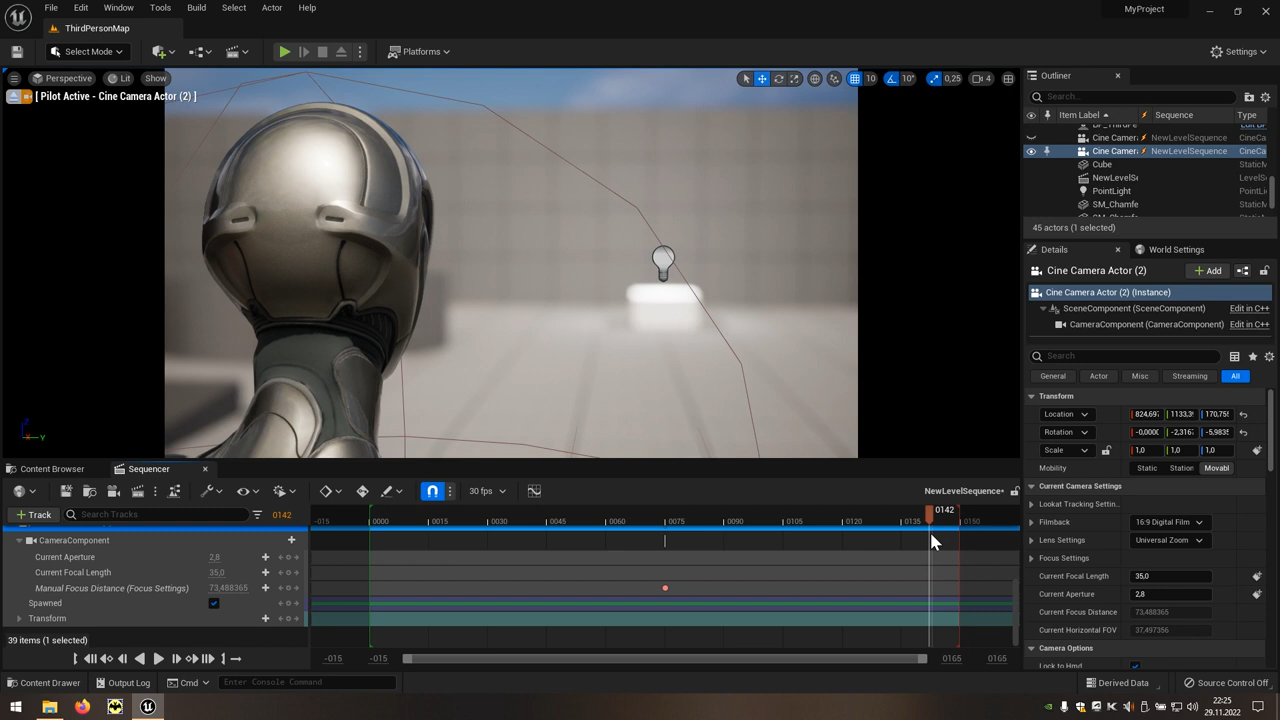 File Edit Window Tools Build Select Actor Help
MyProject
ThirdPersonMap
Select Mode
Platforms
Settings
Perspective Lit Show
10 10° 0,25 4
[ Pilot Active - Cine Camera Actor (2) ]
Outliner
Search...
Item Label Sequence Type
Cine Camera NewLevelSequence CineCa
Cine Camera NewLevelSequence CineCa
Cube StaticM
NewLevelSe LevelSe
PointLight PointLi
SM_Chamfe StaticM
45 actors (1 selected)
Details World Settings
Cine Camera Actor (2) Add
Cine Camera Actor (2) (Instance)
SceneComponent (SceneComponent) Edit in C++
CameraComponent (CameraComponent) Edit in C++
Search
General Actor Misc Streaming All
Transform
Location 824,697 1133,3 170,75
Rotation -0,0000 -2,316 -5,983
Scale 1,0 1,0 1,0
Mobility Static Station Movabl
Current Camera Settings
Lookat Tracking Settin
Filmback 16:9 Digital Film
Lens Settings Universal Zoom
Focus Settings
Current Focal Length 35,0
Current Aperture 2,8
Current Focus Distance 73,488365
Current Horizontal FOV 37,497356
Camera Options
Lock to Hmd
Content Browser Sequencer
30 fps
NewLevelSequence*
Track Search Tracks 0142
-015 0000 0015 0030 0045 0060 0075 0090 0105 0120 0135 0142 0150
CameraComponent
Current Aperture 2,8
Current Focal Length 35,0
Manual Focus Distance (Focus Settings) 73,488365
Spawned
Transform
39 items (1 selected)
-015 -015 0165 0165
Content Drawer Output Log Cmd Enter Console Command
Derived Data Source Control Off
22:25
29.11.2022